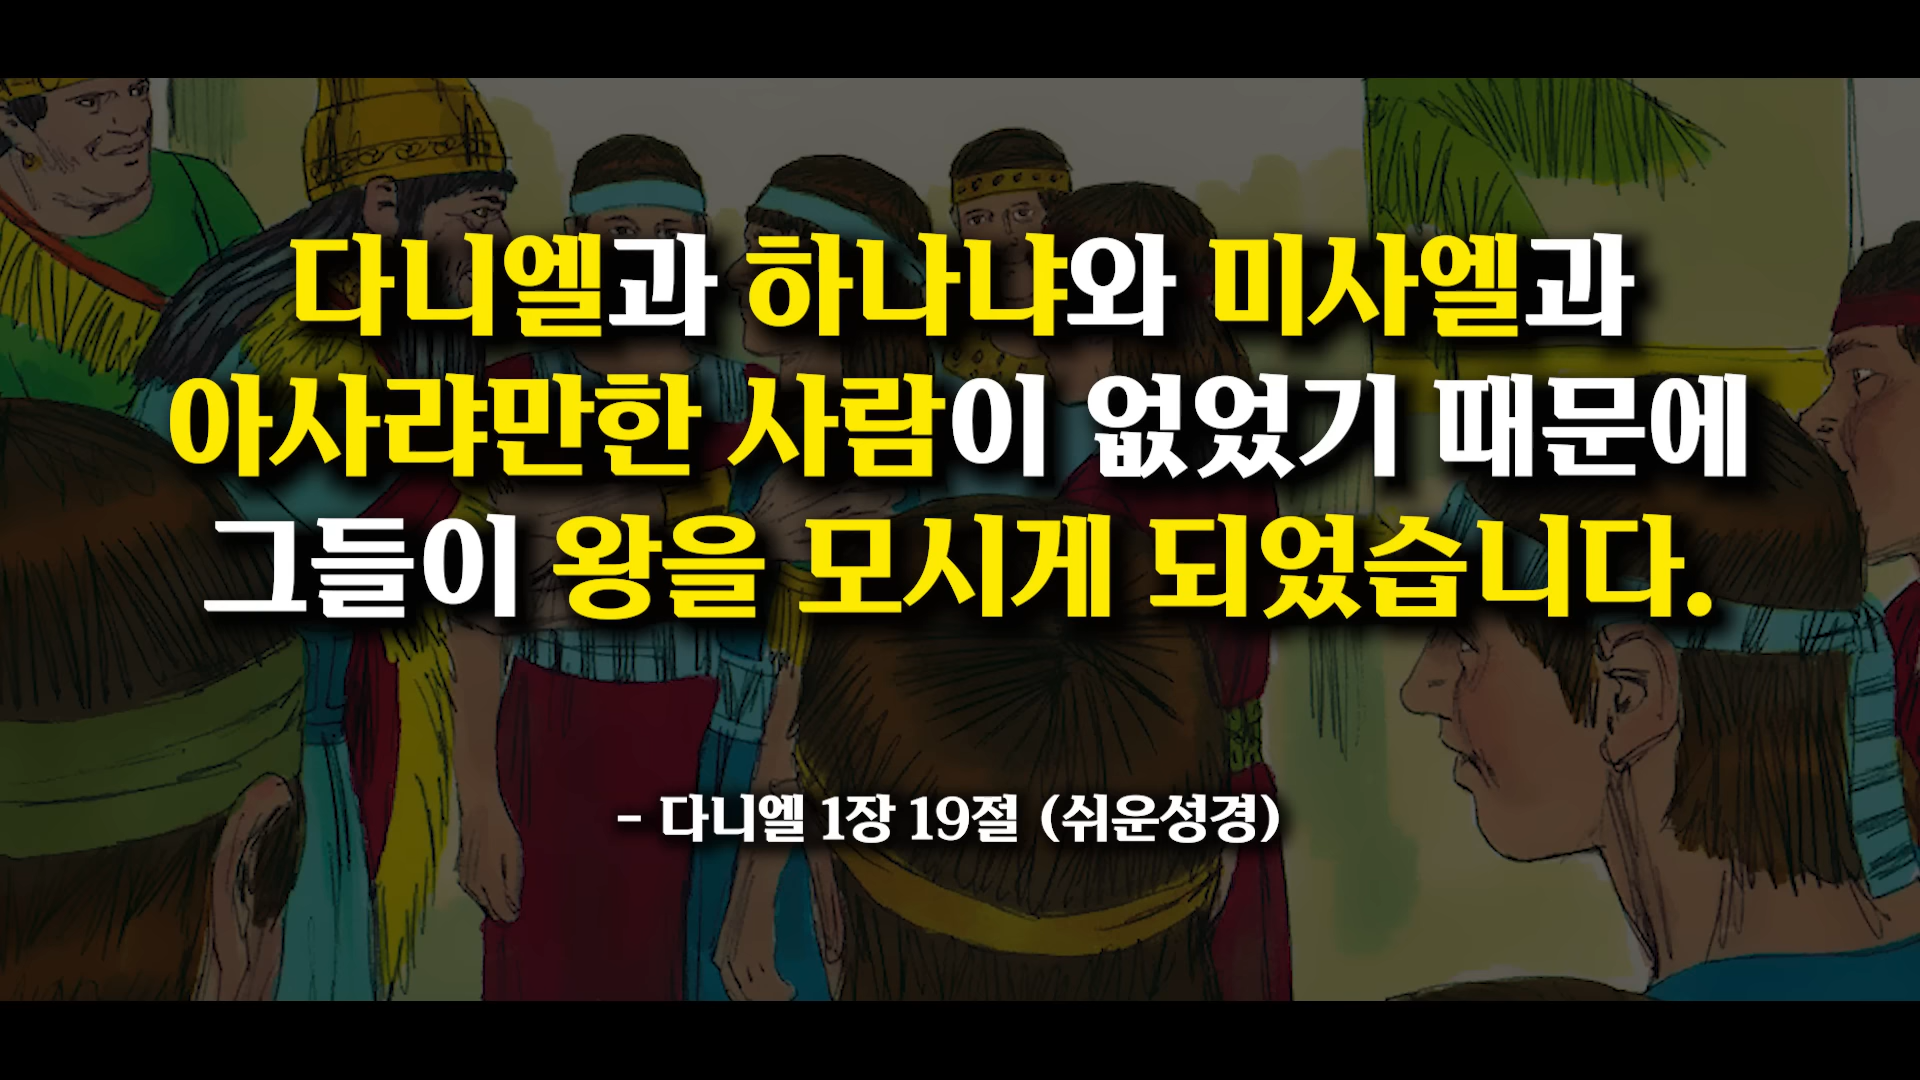 다니엘과 하나냐와 미사엘과
아사랴만한 사람이 없었기 때문에
그들이 왕을 모시게 되었습니다.
- 다니엘 1장 19절 (쉬운성경)